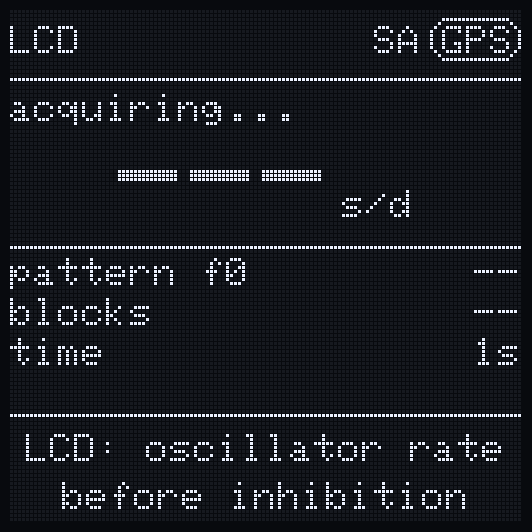 LCD SA GPS
acquiring...
--- s/d
pattern f0 --
blocks --
time 1s
LCD: oscillator rate
before inhibition